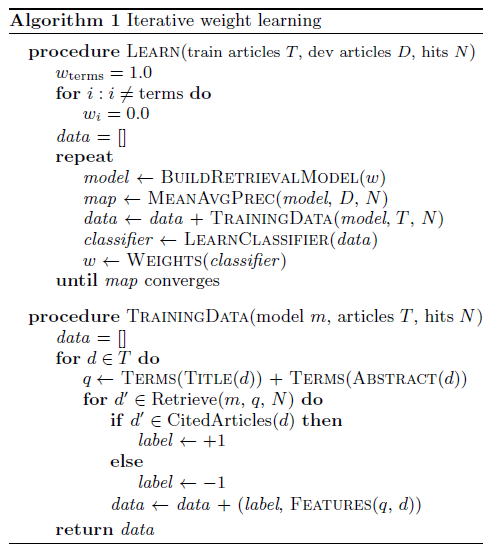 Algorithm 1 Iterative weight learning
procedure LEARN(train articles T, dev articles D, hits N)
w_terms = 1.0
for i : i ≠ terms do
w_i = 0.0
data = []
repeat
model ← BUILDRETRIEVALMODEL(w)
map ← MEANAVGPREC(model, D, N)
data ← data + TRAININGDATA(model, T, N)
classifier ← LEARNCLASSIFIER(data)
w ← WEIGHTS(classifier)
until map converges
procedure TRAININGDATA(model m, articles T, hits N)
data = []
for d ∈ T do
q ← TERMS(TITLE(d)) + TERMS(ABSTRACT(d))
for d′ ∈ Retrieve(m, q, N) do
if d′ ∈ CitedArticles(d) then
label ← +1
else
label ← −1
data ← data + (label, FEATURES(q, d))
return data